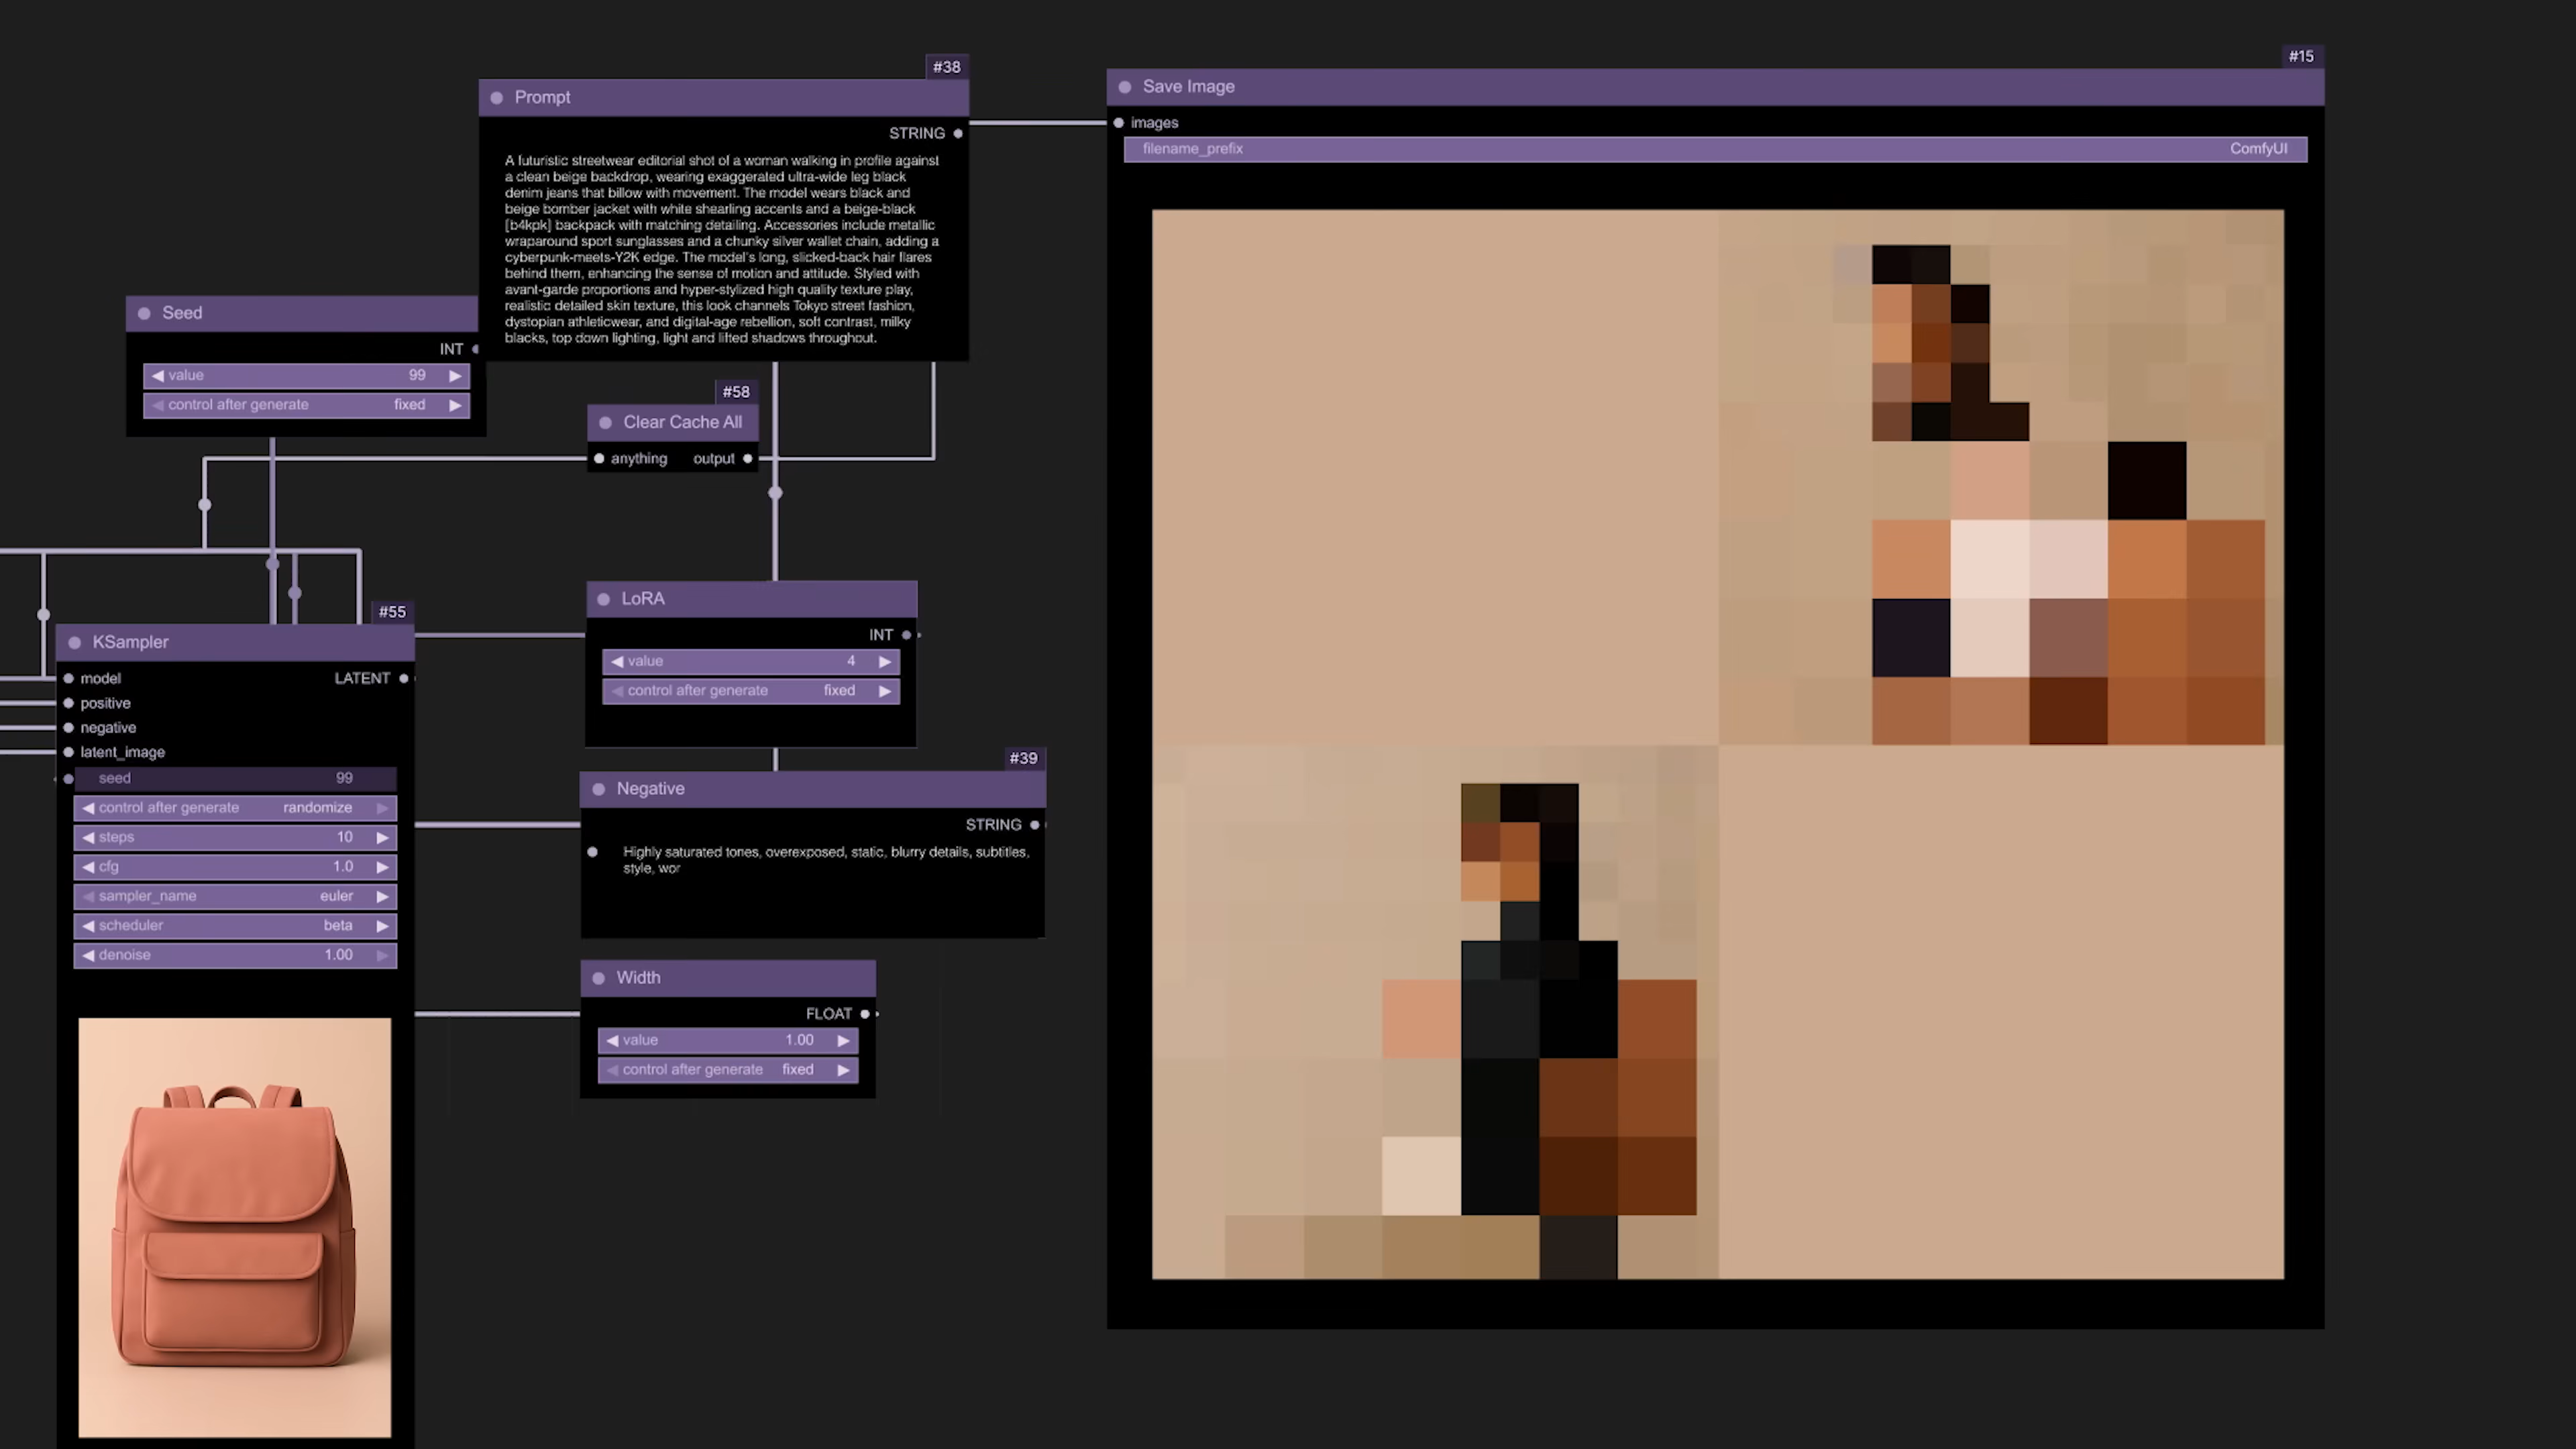 #38
Prompt
STRING
A futuristic streetwear editorial shot of a woman walking in profile against
a clean beige backdrop, wearing exaggerated ultra-wide leg black
denim jeans that billow with movement. The model wears black and
beige bomber jacket with white shearling accents and a beige-black
[b4kpk] backpack with matching detailing. Accessories include metallic
wraparound sport sunglasses and a chunky silver wallet chain, adding a
cyberpunk-meets-Y2K edge. The model's long, slicked-back hair flares
behind them, enhancing the sense of motion and attitude. Styled with
avant-garde proportions and hyper-stylized high quality texture play,
realistic detailed skin texture, this look channels Tokyo street fashion,
dystopian athleticwear, and digital-age rebellion, soft contrast, milky
blacks, top down lighting, light and lifted shadows throughout.
#15
Save Image
images
filename_prefix ComfyUI
Seed
INT
value 99
control after generate fixed
#58
Clear Cache All
anything output
#55
KSampler
model LATENT
positive
negative
latent_image
seed 99
control after generate randomize
steps 10
cfg 1.0
sampler_name euler
scheduler beta
denoise 1.00
LoRA
INT
value 4
control after generate fixed
#39
Negative
STRING
Highly saturated tones, overexposed, static, blurry details, subtitles,
style, wor
Width
FLOAT
value 1.00
control after generate fixed